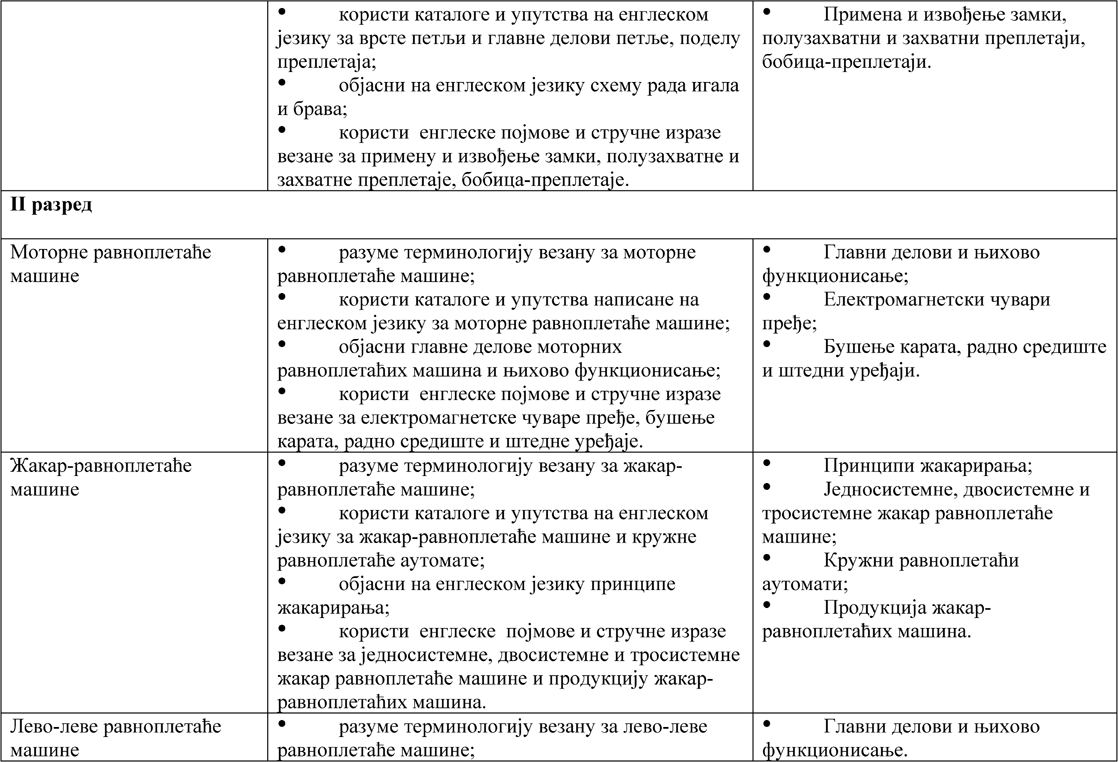 • користи каталоге и упутства на енглеском
језику за врсте петљи и главне делови петље, поделу
преплетаја;
• објасни на енглеском језику схему рада игала
и брава;
• користи енглеске појмове и стручне изразе
везане за примену и извођење замки, полузахватне и
захватне преплетаје, бобица-преплетаје.
• Примена и извођење замки,
полузахватни и захватни преплетаји,
бобица-преплетаји.
II разред
Моторне равноплетаће
машине
• разуме терминологију везану за моторне
равноплетаће машине;
• користи каталоге и упутства написане на
енглеском језику за моторне равноплетаће машине;
• објасни главне делове моторних
равноплетаћих машина и њихово функционисање;
• користи енглеске појмове и стручне изразе
везане за електромагнетске чуваре пређе, бушење
карата, радно средиште и штедне уређаје.
• Главни делови и њихово
функционисање;
• Електромагнетски чувари
пређе;
• Бушење карата, радно средиште
и штедни уређаји.
Жакар-равноплетаће
машине
• разуме терминологију везану за жакар-
равноплетаће машине;
• користи каталоге и упутства на енглеском
језику за жакар-равноплетаће машине и кружне
равноплетаће аутомате;
• објасни на енглеском језику принципе
жакарирања;
• користи енглеске појмове и стручне изразе
везане за једносистемне, двосистемне и тросистемне
жакар равноплетаће машине и продукцију жакар-
равноплетаћих машина.
• Принципи жакарирања;
• Једносистемне, двосистемне и
тросистемне жакар равноплетаће
машине;
• Кружни равноплетаћи
аутомати;
• Продукција жакар-
равноплетаћих машина.
Лево-леве равноплетаће
машине
• разуме терминологију везану за лево-леве
равноплетаће машине;
• Главни делови и њихово
функционисање.